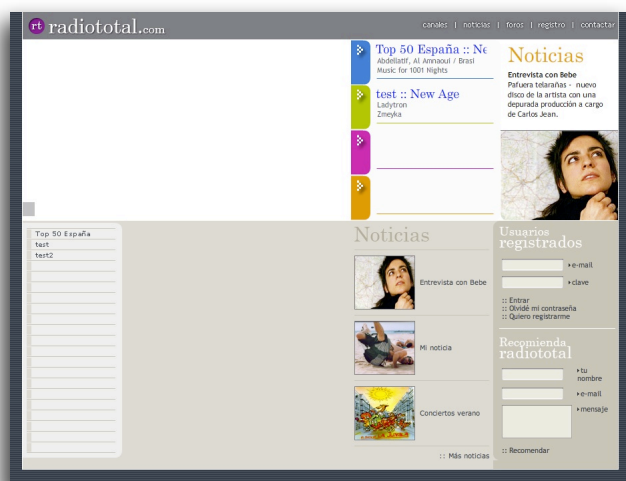 rt radiototal.com
canales | noticias | foros | registro | contactar
Top 50 España :: Ne
Abdellatif, Al Amnaoui / Brasi
Music for 1001 Nights
test :: New Age
Ladytron
Zmeyka
Noticias
Entrevista con Bebe
Pafuera telarañas - nuevo
disco de la artista con una
depurada producción a cargo
de Carlos Jean.
Top 50 España
test
test2
Noticias
Entrevista con Bebe
Mi noticia
Conciertos verano
:: Más noticias
Usuarios
registrados
e-mail
clave
:: Entrar
:: Olvidé mi contraseña
:: Quiero registrarme
Recomienda
radiototal
tu
nombre
e-mail
mensaje
:: Recomendar